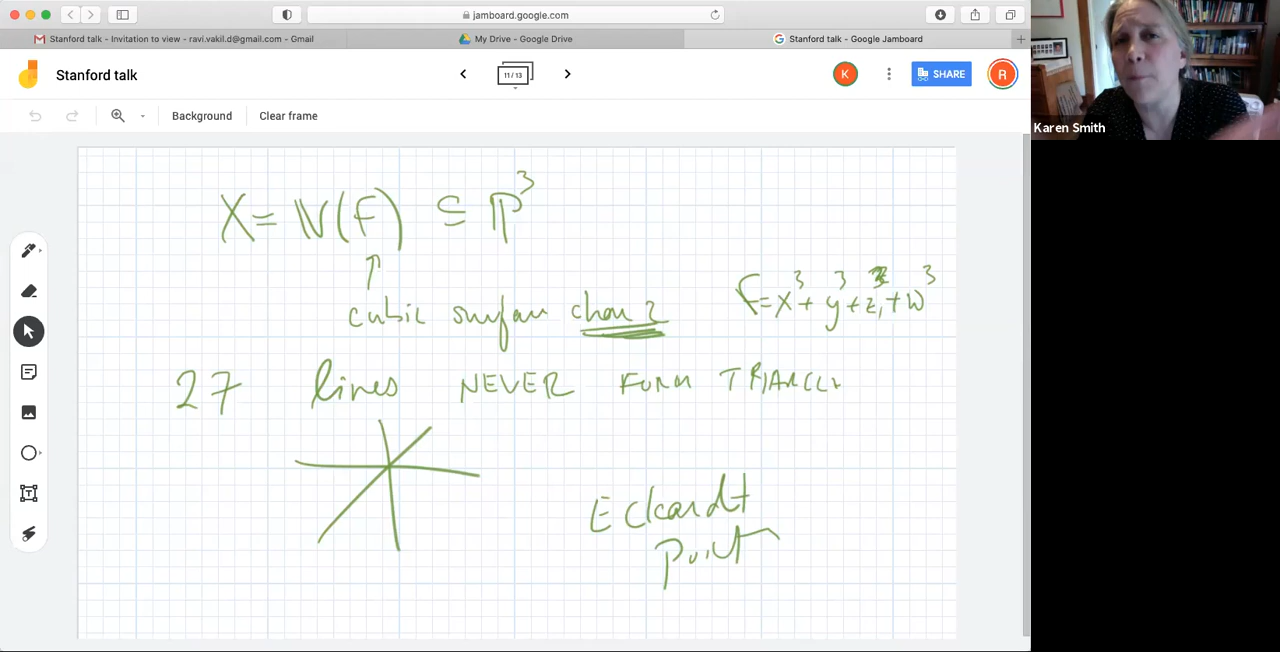 jamboard.google.com
Stanford talk - Invitation to view - ravi.vakil.d@gmail.com - Gmail
My Drive - Google Drive
Stanford talk - Google Jamboard
Stanford talk
11 / 13
K
SHARE
R
Background
Clear frame
Karen Smith
X = V(F) ⊆ ℙ³
↑
cubic surfac char 2
F = x³ + y³ + z³ + w³
27 lines NEVER FORM TRIANGLE
Eckardt
point